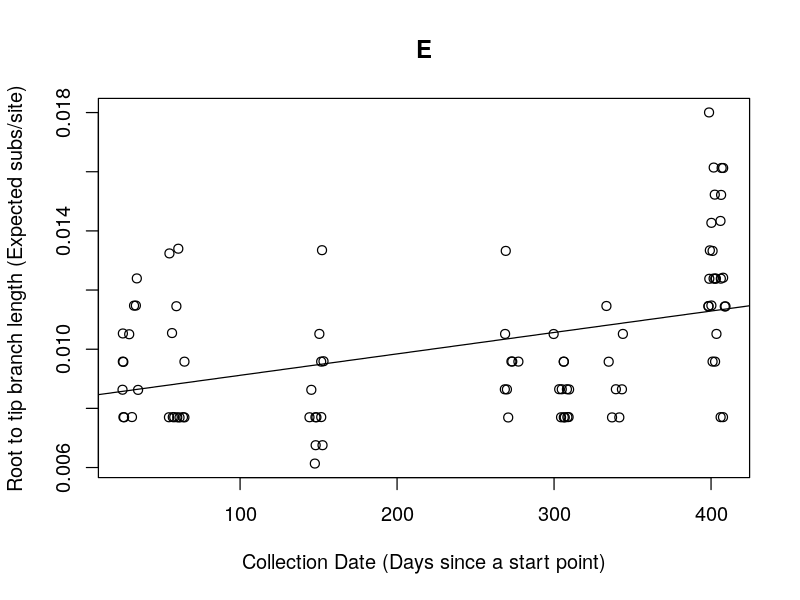 E
Root to tip branch length (Expected subs/site)
0.018
0.014
0.010
0.006
100 200 300 400
Collection Date (Days since a start point)